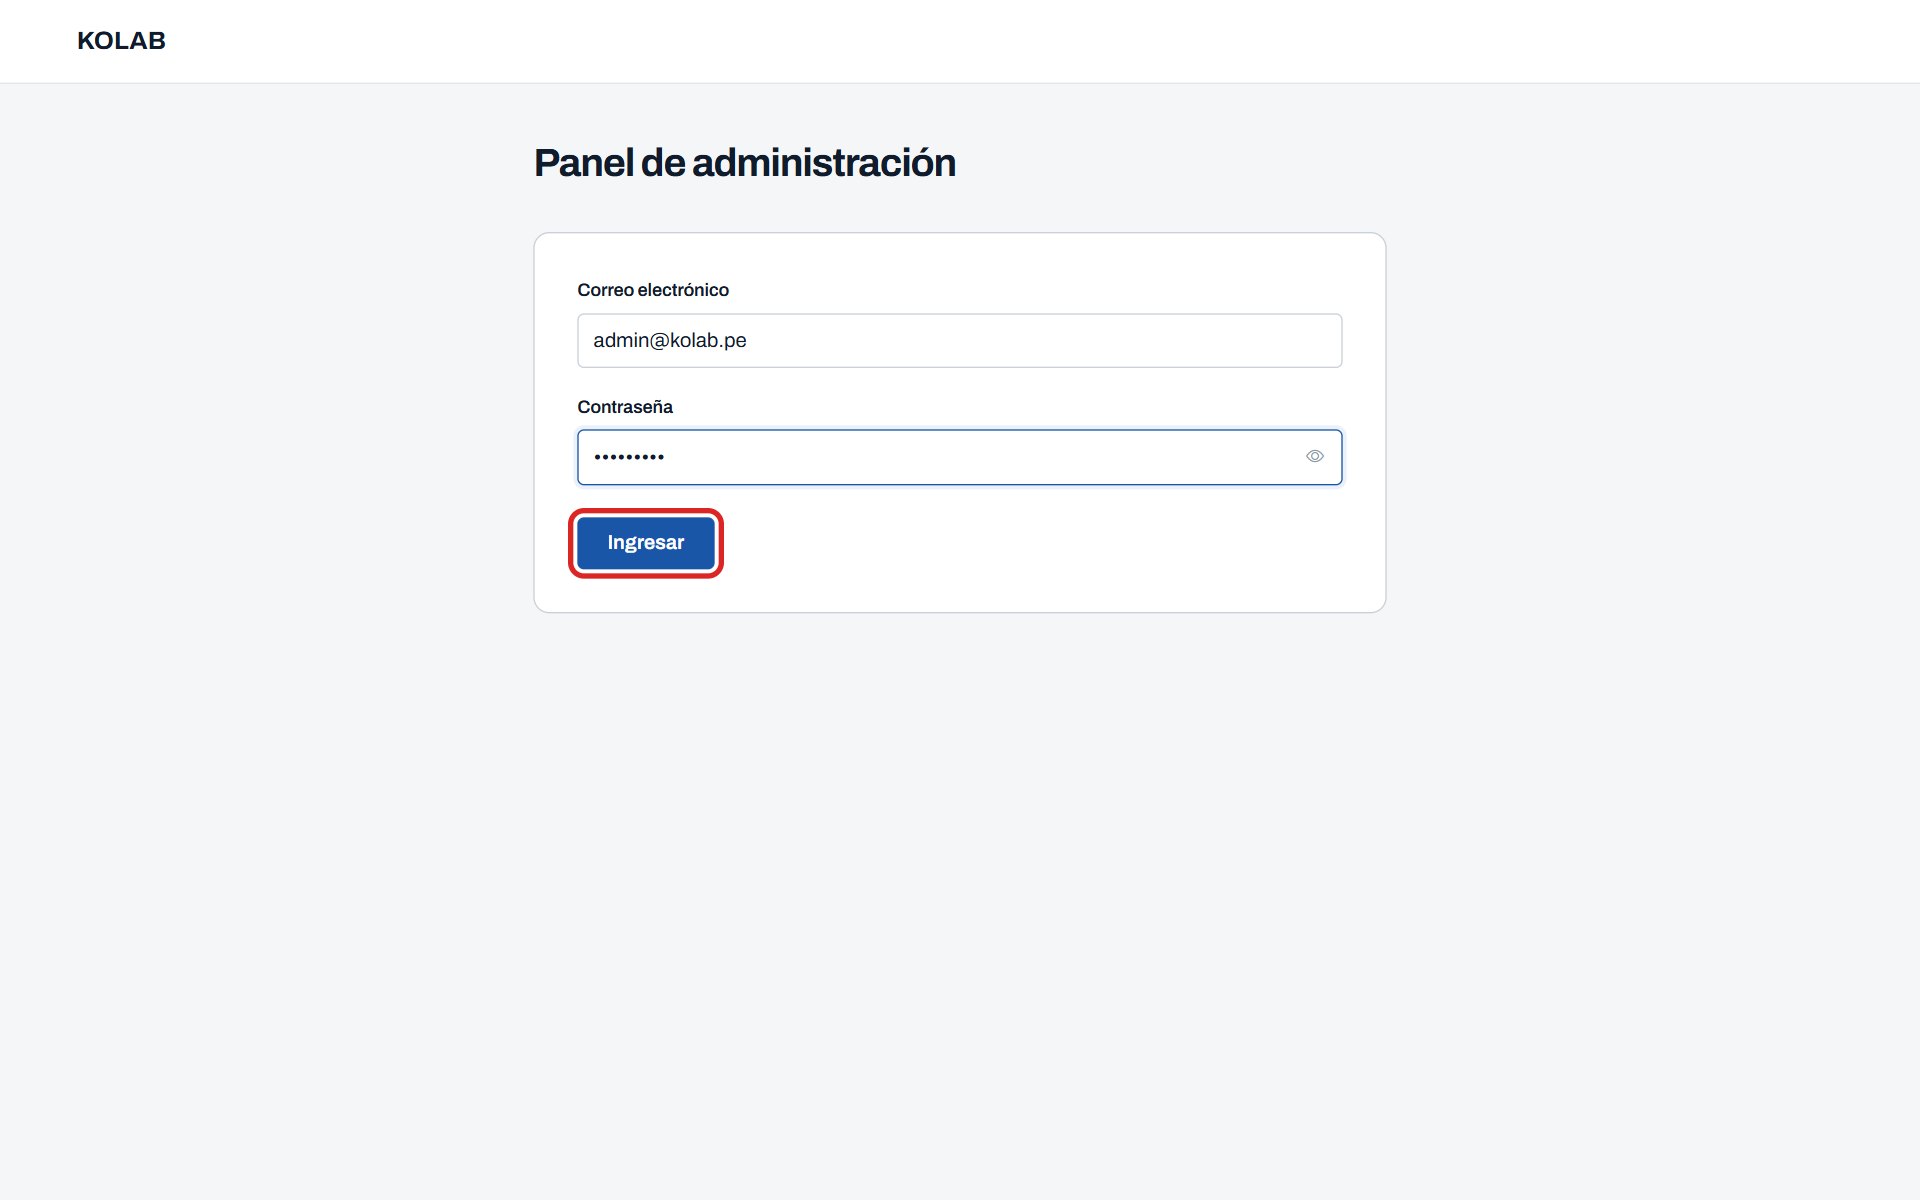 KOLAB
Panel de administración
Correo electrónico
admin@kolab.pe
Contraseña
•••••••••
Ingresar